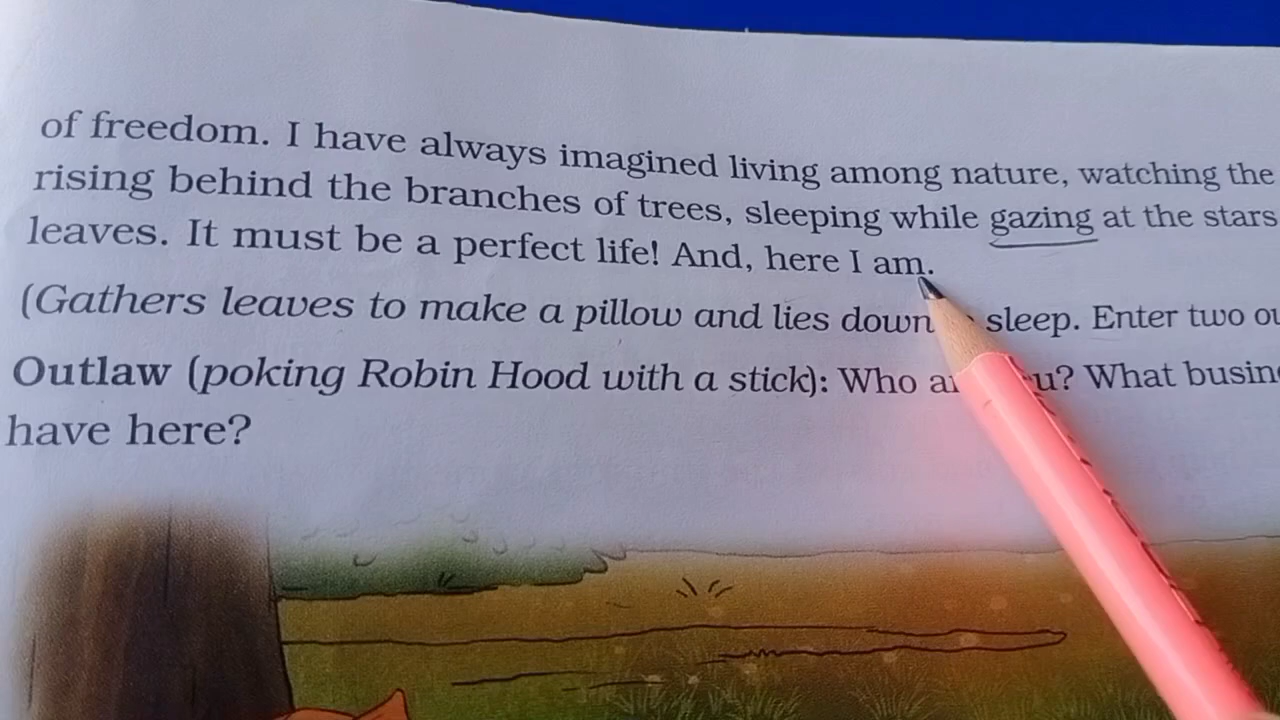 of freedom. I have always imagined living among nature, watching the
rising behind the branches of trees, sleeping while gazing at the stars
leaves. It must be a perfect life! And, here I am.
(Gathers leaves to make a pillow and lies down sleep. Enter two
Outlaw (poking Robin Hood with a stick): Who What
have here?